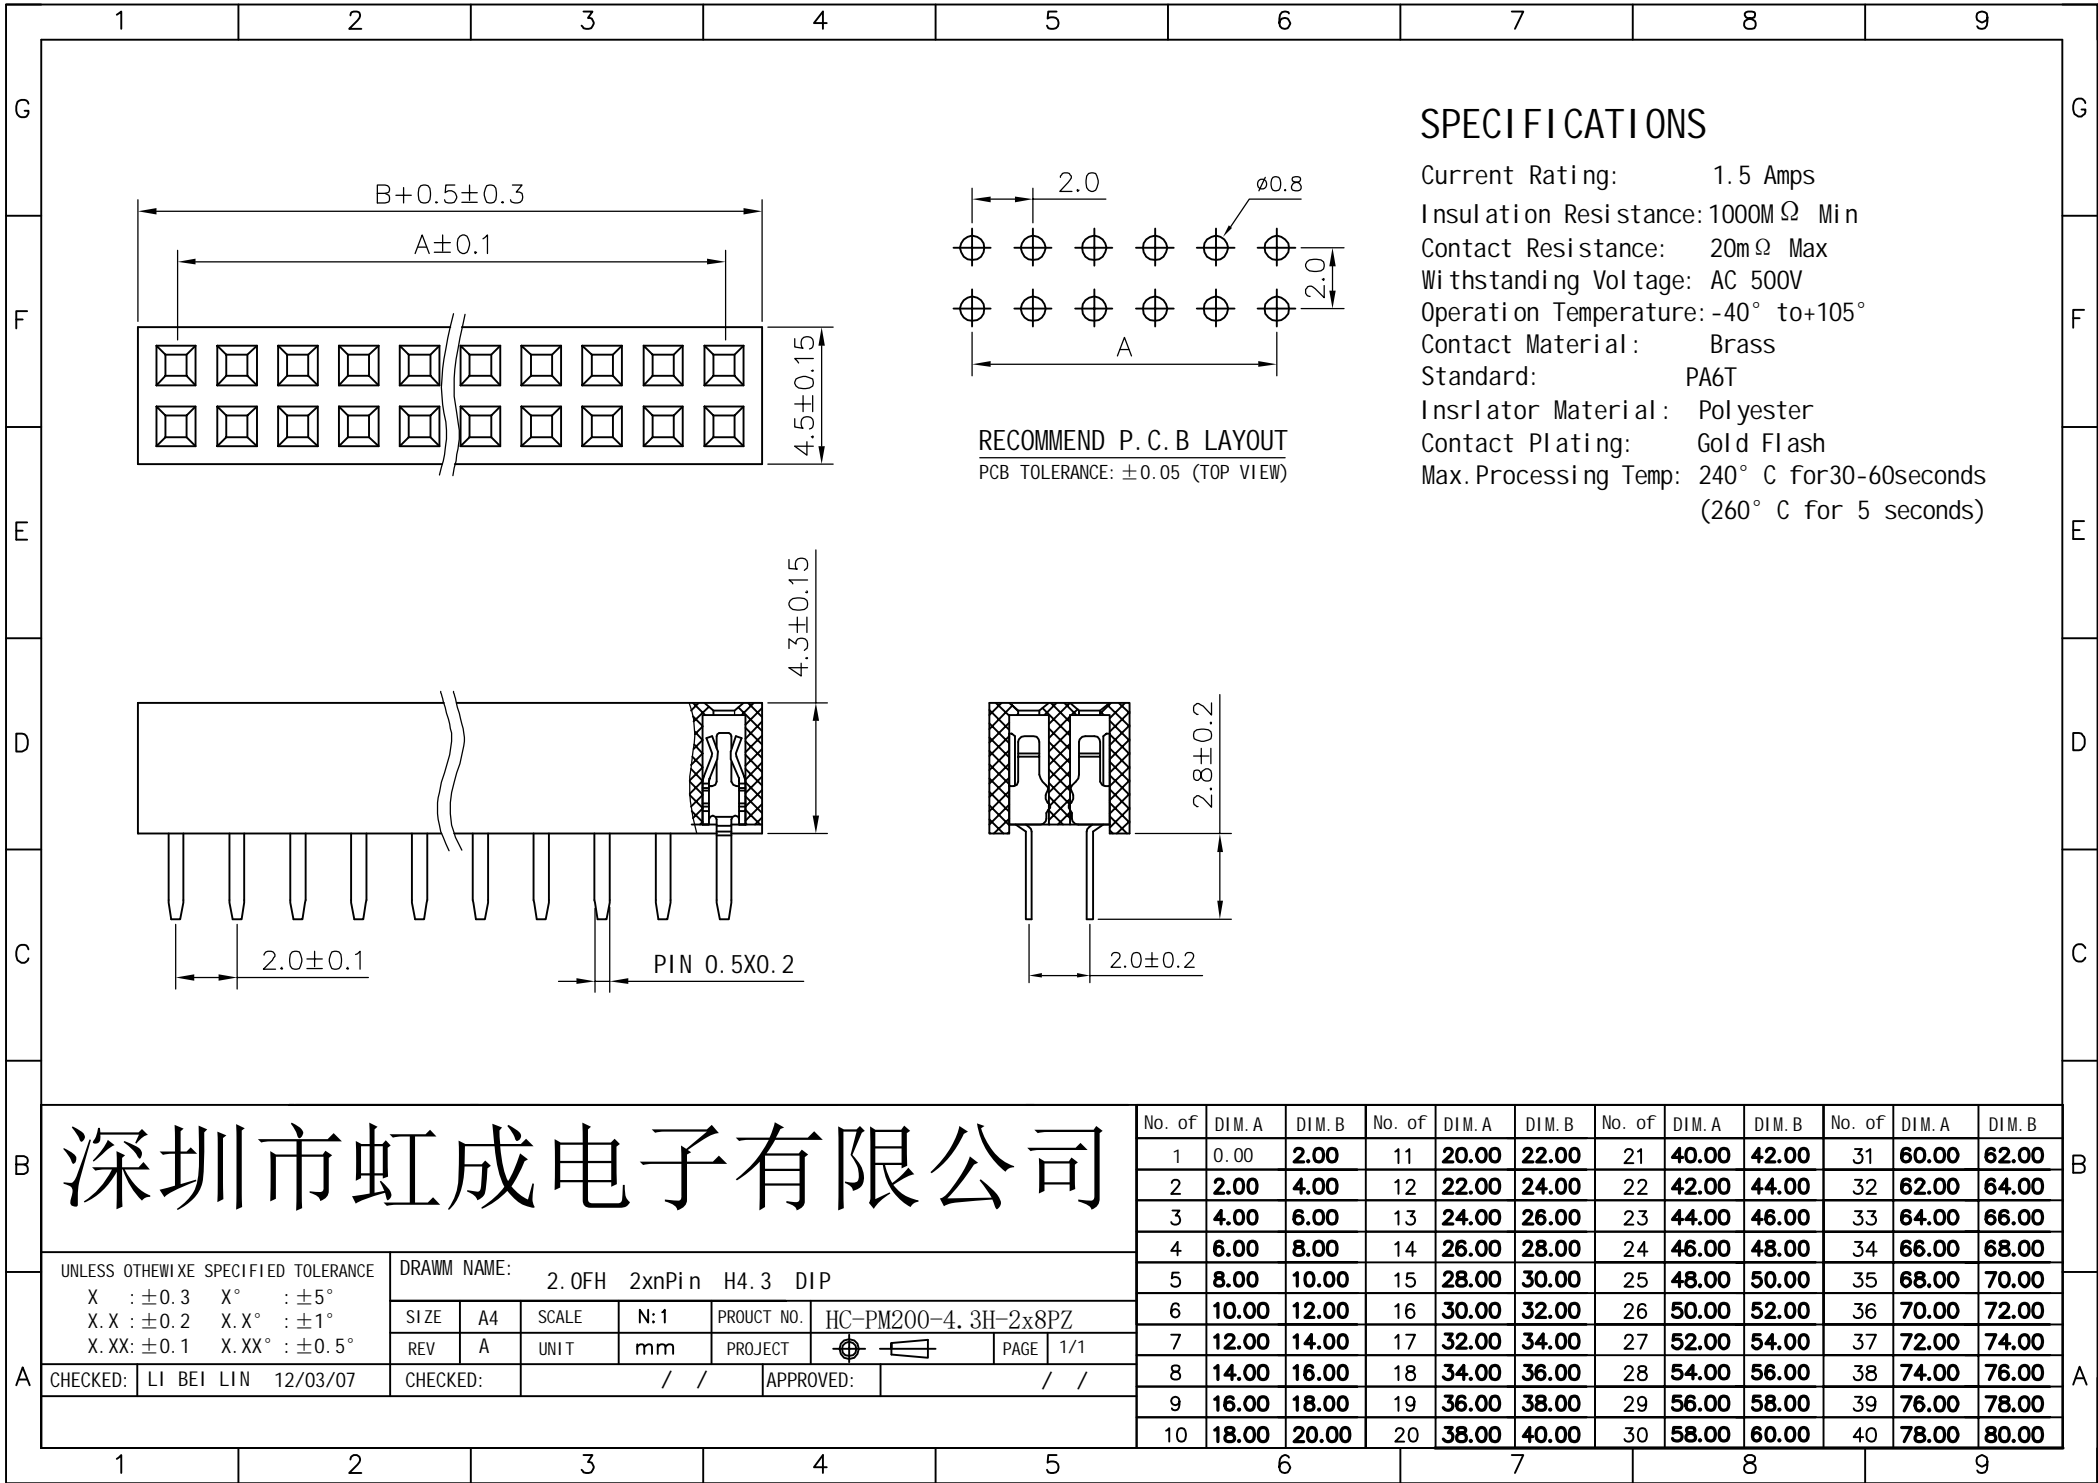 1 2 3 4 5 6 7 8 9
G G
F F
E E
D D
C C
B B
A A
B+0.5±0.3
A±0.1
4.5±0.15
2.0
ø0.8
2.0
A
RECOMMEND P.C.B LAYOUT
PCB TOLERANCE: ±0.05 (TOP VIEW)
SPECIFICATIONS
Current Rating: 1.5 Amps
Insulation Resistance: 1000MΩ Min
Contact Resistance: 20mΩ Max
Withstanding Voltage: AC 500V
Operation Temperature: -40° to+105°
Contact Material: Brass
Standard: PA6T
Insrlator Material: Polyester
Contact Plating: Gold Flash
Max.Processing Temp: 240° C for30-60seconds
(260° C for 5 seconds)
4.3±0.15
2.0±0.1
PIN 0.5X0.2
2.8±0.2
2.0±0.2
深圳市虹成电子有限公司
UNLESS OTHEWIXE SPECIFIED TOLERANCE
X :±0.3 X° :±5°
X.X :±0.2 X.X° :±1°
X.XX:±0.1 X.XX° :±0.5°
DRAWM NAME: 2.0FH 2xnPin H4.3 DIP
SIZE A4 SCALE N:1 PROUCT NO. HC-PM200-4.3H-2x8PZ
REV A UNIT mm PROJECT PAGE 1/1
CHECKED: LI BEI LIN 12/03/07 CHECKED: / / APPROVED: / /
No. of DIM.A DIM.B No. of DIM.A DIM.B No. of DIM.A DIM.B No. of DIM.A DIM.B
1 0.00 2.00 11 20.00 22.00 21 40.00 42.00 31 60.00 62.00
2 2.00 4.00 12 22.00 24.00 22 42.00 44.00 32 62.00 64.00
3 4.00 6.00 13 24.00 26.00 23 44.00 46.00 33 64.00 66.00
4 6.00 8.00 14 26.00 28.00 24 46.00 48.00 34 66.00 68.00
5 8.00 10.00 15 28.00 30.00 25 48.00 50.00 35 68.00 70.00
6 10.00 12.00 16 30.00 32.00 26 50.00 52.00 36 70.00 72.00
7 12.00 14.00 17 32.00 34.00 27 52.00 54.00 37 72.00 74.00
8 14.00 16.00 18 34.00 36.00 28 54.00 56.00 38 74.00 76.00
9 16.00 18.00 19 36.00 38.00 29 56.00 58.00 39 76.00 78.00
10 18.00 20.00 20 38.00 40.00 30 58.00 60.00 40 78.00 80.00
1 2 3 4 5 6 7 8 9